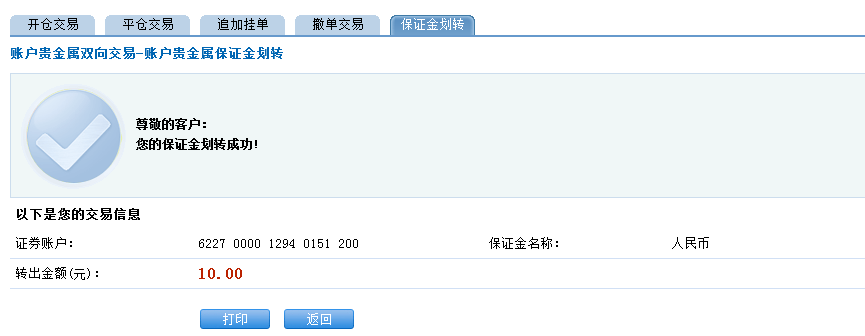 开仓交易 平仓交易 追加挂单 撤单交易 保证金划转
账户贵金属双向交易-账户贵金属保证金划转
尊敬的客户：
您的保证金划转成功!
以下是您的交易信息
证券账户： 6227 0000 1294 0151 200 保证金名称： 人民币
转出金额(元)： 10.00
打印 返回